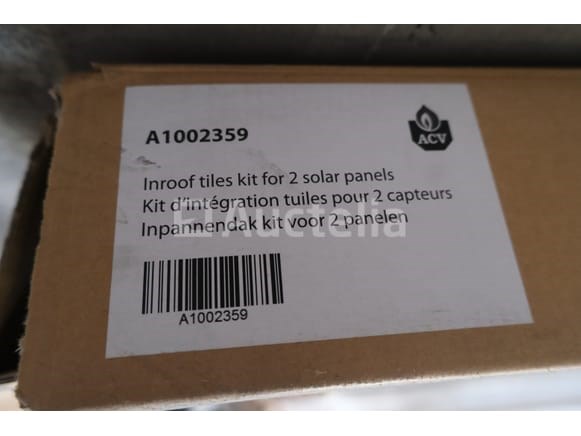 A1002359
ACV
Inroof tiles kit for 2 solar panels
Kit d'intégration tuiles pour 2 capteurs
Inpannendak kit voor 2 panelen
Auctelia
A1002359